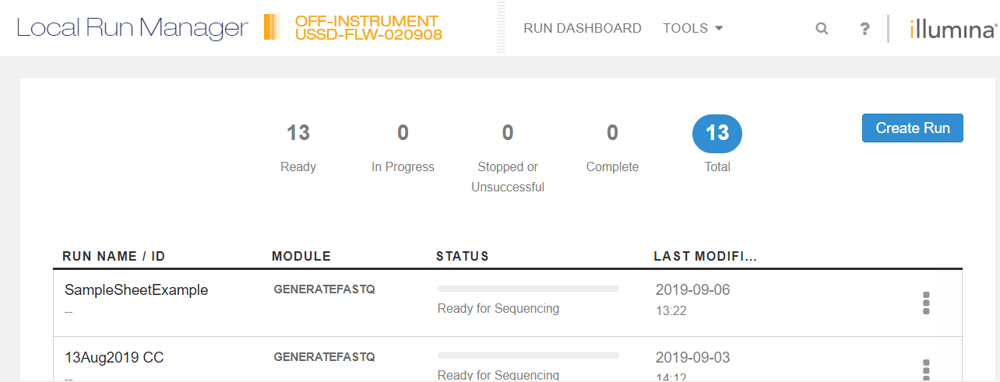 Local Run Manager
OFF-INSTRUMENT
USSD-FLW-020908
RUN DASHBOARD TOOLS
?
illumina®
13 0 0 0 13
Create Run
Ready In Progress Stopped or Unsuccessful Complete Total
RUN NAME / ID MODULE STATUS LAST MODIFI...
SampleSheetExample GENERATEFASTQ 2019-09-06
-- Ready for Sequencing 13:22
13Aug2019 CC GENERATEFASTQ 2019-09-03
-- Ready for Sequencing 14:12